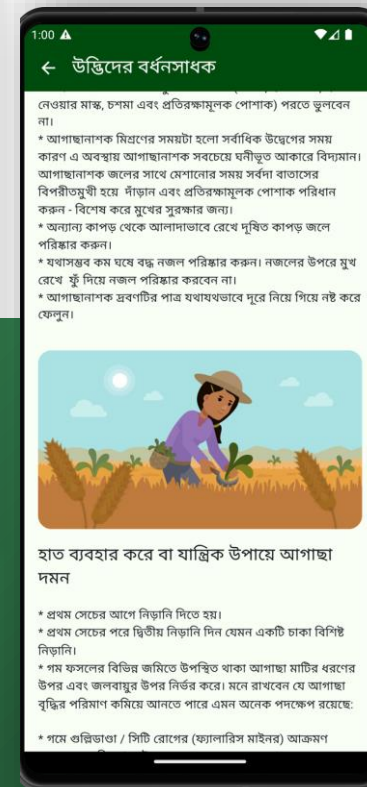 1:00
উদ্ভিদের বর্ধনসাধক
নেওয়ার মাস্ক, চশমা এবং প্রতিরক্ষামূলক পোশাক) পরতে ভুলবেন
না।
* আগাছানাশক মিশ্রণের সময়টা হলো সর্বাধিক উদ্বেগের সময়
কারণ এ অবস্থায় আগাছানাশক সবচেয়ে ঘনীভূত আকারে বিদ্যমান।
আগাছানাশক জলের সাথে মেশানোর সময় সর্বদা বাতাসের
বিপরীতমুখী হয়ে দাঁড়ান এবং প্রতিরক্ষামূলক পোশাক পরিধান
করুন - বিশেষ করে মুখের সুরক্ষার জন্য।
* অন্যান্য কাপড় থেকে আলাদাভাবে রেখে দূষিত কাপড় জলে
পরিষ্কার করুন।
* যথাসম্ভব কম ঘষে বদ্ধ নজল পরিষ্কার করুন। নজলের উপরে মুখ
রেখে ফুঁ দিয়ে নজল পরিষ্কার করবেন না।
* আগাছানাশক দ্রবণটির পাত্র যথাযথভাবে দূরে নিয়ে গিয়ে নষ্ট করে
ফেলুন।
হাত ব্যবহার করে বা যান্ত্রিক উপায়ে আগাছা
দমন
* প্রথম সেচের আগে নিড়ানি দিতে হয়।
* প্রথম সেচের পরে দ্বিতীয় নিড়ানি দিন যেমন একটি চাকা বিশিষ্ট
নিড়ানি।
* গম ফসলের বিভিন্ন জমিতে উপস্থিত থাকা আগাছা মাটির ধরণের
উপর এবং জলবায়ুর উপর নির্ভর করে। মনে রাখবেন যে আগাছা
বৃদ্ধির পরিমাণ কমিয়ে আনতে পারে এমন অনেক পদক্ষেপ রয়েছে:
* গমে গুল্লিডাণ্ডা / সিটি রোগের (ফ্যালারিস মাইনর) আক্রমণ